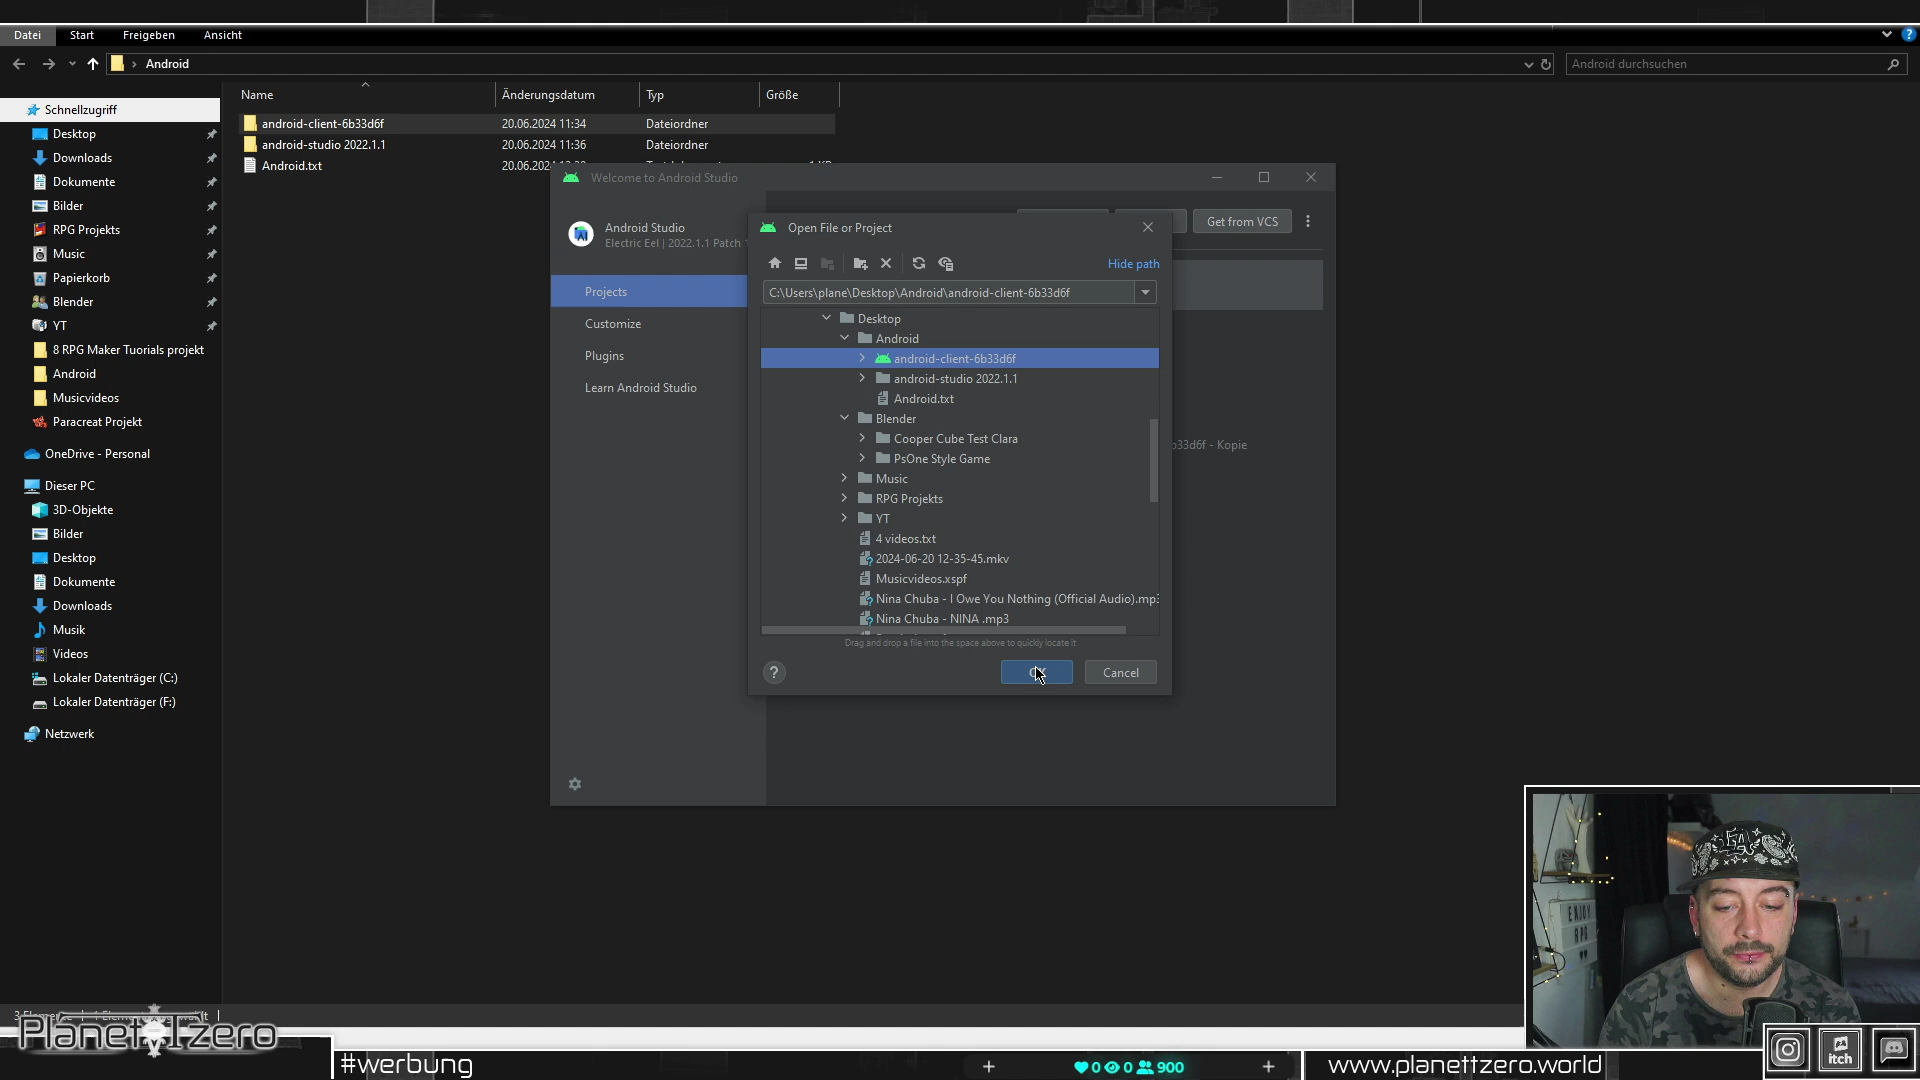 Datei Start Freigeben Ansicht
Android
Android durchsuchen
Name Änderungsdatum Typ Größe
android-client-6b33d6f 20.06.2024 11:34 Dateiordner
android-studio 2022.1.1 20.06.2024 11:36 Dateiordner
Android.txt
Schnellzugriff
Desktop
Downloads
Dokumente
Bilder
RPG Projekts
Music
Papierkorb
Blender
YT
8 RPG Maker Tuorials projekt
Android
Musicvideos
Paracreat Projekt
OneDrive - Personal
Dieser PC
3D-Objekte
Bilder
Desktop
Dokumente
Downloads
Musik
Videos
Lokaler Datenträger (C:)
Lokaler Datenträger (F:)
Netzwerk
Welcome to Android Studio
Android Studio
Electric Eel | 2022.1.1 Patch
Projects
Customize
Plugins
Learn Android Studio
Get from VCS
b33d6f - Kopie
Open File or Project
Hide path
C:\Users\plane\Desktop\Android\android-client-6b33d6f
Desktop
Android
android-client-6b33d6f
android-studio 2022.1.1
Android.txt
Blender
Cooper Cube Test Clara
PsOne Style Game
Music
RPG Projekts
YT
4 videos.txt
2024-06-20 12-35-45.mkv
Musicvideos.xspf
Nina Chuba - I Owe You Nothing (Official Audio).mp3
Nina Chuba - NINA .mp3
Drag and drop a file into the space above to quickly locate it
? Cancel
ENJOY
RPG
PlanetTzero
#werbung
+ 0 0 900 +
www.planettzero.world
itch